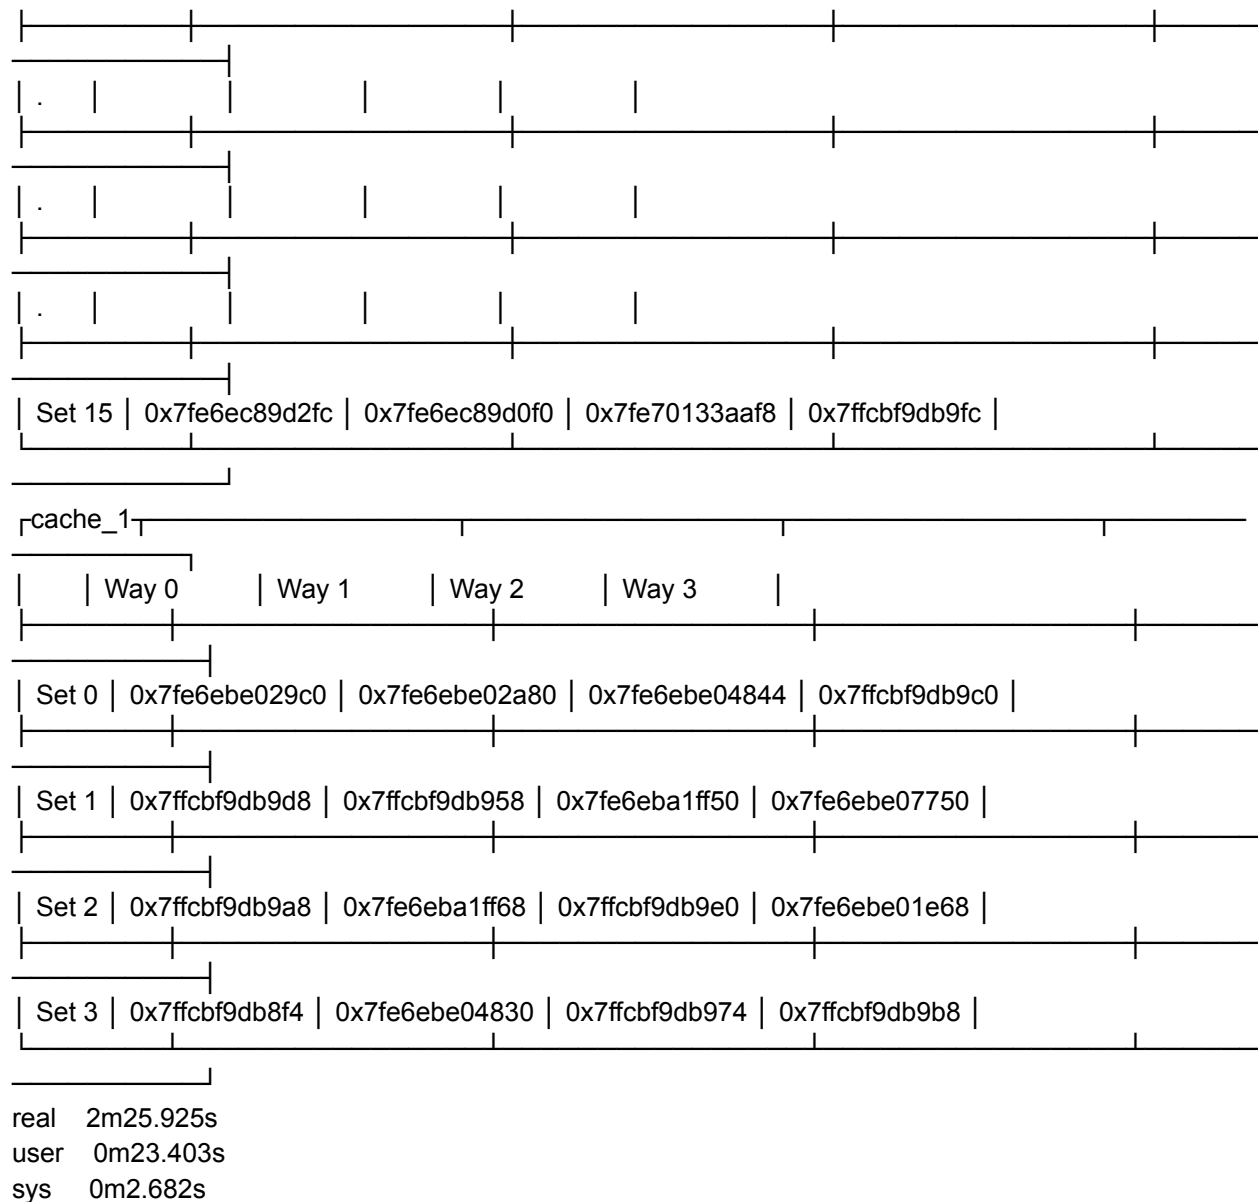 ├──────────┼───────────────────┼───────────────────┼───────────────────┼──────
─────────────┤
│ . │ │ │ │ │
├──────────┼───────────────────┼───────────────────┼───────────────────┼──────
─────────────┤
│ . │ │ │ │ │
├──────────┼───────────────────┼───────────────────┼───────────────────┼──────
─────────────┤
│ . │ │ │ │ │
├──────────┼───────────────────┼───────────────────┼───────────────────┼──────
─────────────┤
│ Set 15 │ 0x7fe6ec89d2fc │ 0x7fe6ec89d0f0 │ 0x7fe70133aaf8 │ 0x7ffcbf9db9fc │
└──────────┴───────────────────┴───────────────────┴───────────────────┴──────
─────────────┘
┌cache_1┬───────────────────┬───────────────────┬───────────────────┬────────
───────────┐
│ │ Way 0 │ Way 1 │ Way 2 │ Way 3 │
├─────────┼───────────────────┼───────────────────┼───────────────────┼───────
────────────┤
│ Set 0 │ 0x7fe6ebe029c0 │ 0x7fe6ebe02a80 │ 0x7fe6ebe04844 │ 0x7ffcbf9db9c0 │
├─────────┼───────────────────┼───────────────────┼───────────────────┼───────
────────────┤
│ Set 1 │ 0x7ffcbf9db9d8 │ 0x7ffcbf9db958 │ 0x7fe6eba1ff50 │ 0x7fe6ebe07750 │
├─────────┼───────────────────┼───────────────────┼───────────────────┼───────
────────────┤
│ Set 2 │ 0x7ffcbf9db9a8 │ 0x7fe6eba1ff68 │ 0x7ffcbf9db9e0 │ 0x7fe6ebe01e68 │
├─────────┼───────────────────┼───────────────────┼───────────────────┼───────
────────────┤
│ Set 3 │ 0x7ffcbf9db8f4 │ 0x7fe6ebe04830 │ 0x7ffcbf9db974 │ 0x7ffcbf9db9b8 │
└─────────┴───────────────────┴───────────────────┴───────────────────┴───────
────────────┘
real 2m25.925s
user 0m23.403s
sys 0m2.682s